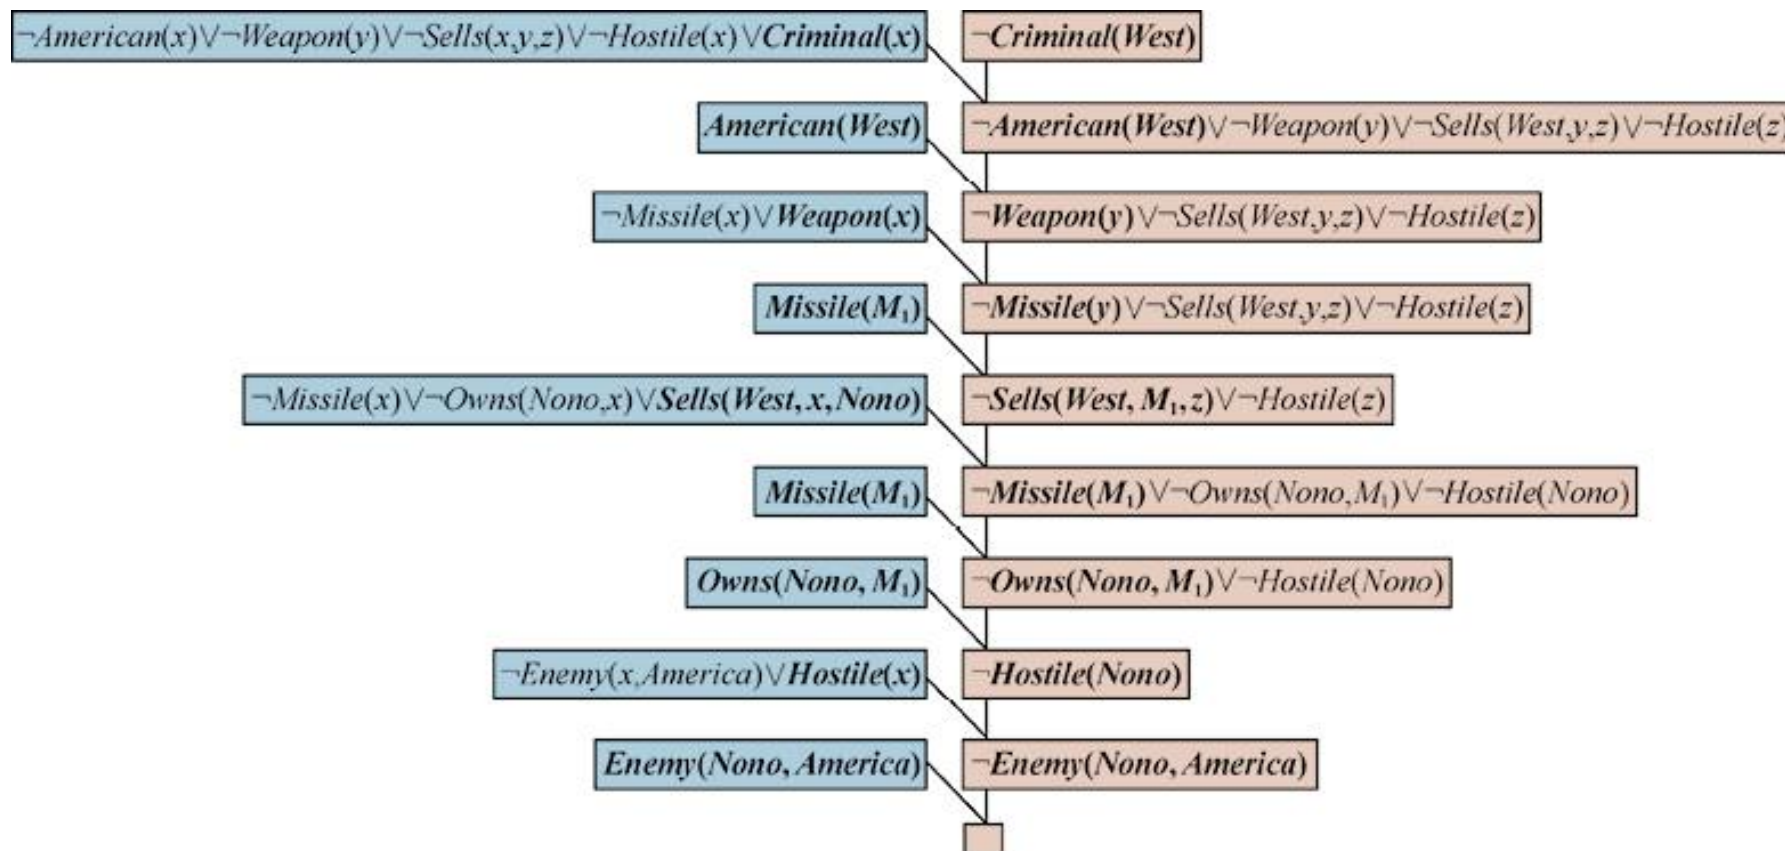 ¬American(x)∨¬Weapon(y)∨¬Sells(x,y,z)∨¬Hostile(x)∨Criminal(x) ¬Criminal(West)
American(West) ¬American(West)∨¬Weapon(y)∨¬Sells(West,y,z)∨¬Hostile(z)
¬Missile(x)∨Weapon(x) ¬Weapon(y)∨¬Sells(West,y,z)∨¬Hostile(z)
Missile(M₁) ¬Missile(y)∨¬Sells(West,y,z)∨¬Hostile(z)
¬Missile(x)∨¬Owns(Nono,x)∨Sells(West,x,Nono) ¬Sells(West,M₁,z)∨¬Hostile(z)
Missile(M₁) ¬Missile(M₁)∨¬Owns(Nono,M₁)∨¬Hostile(Nono)
Owns(Nono,M₁) ¬Owns(Nono,M₁)∨¬Hostile(Nono)
¬Enemy(x,America)∨Hostile(x) ¬Hostile(Nono)
Enemy(Nono,America) ¬Enemy(Nono,America)